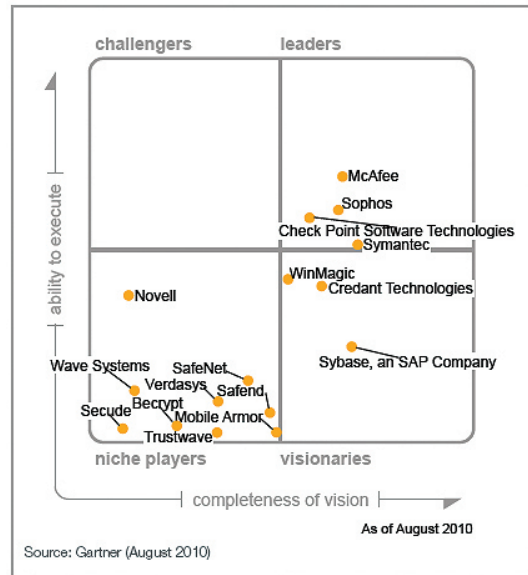 challengers
leaders
McAfee
Sophos
Check Point Software Technologies
Symantec
ability to execute
WinMagic
Credant Technologies
Novell
Sybase, an SAP Company
Wave Systems
SafeNet
Verdasys
Safend
Becrypt
Secude
Mobile Armor
Trustwave
niche players
visionaries
completeness of vision
As of August 2010
Source: Gartner (August 2010)